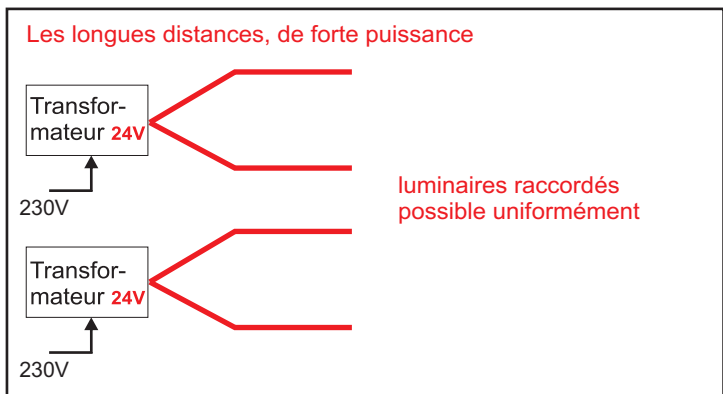 Les longues distances, de forte puissance
Transfor-
mateur 24V
230V
luminaires raccordés
possible uniformément
Transfor-
mateur 24V
230V